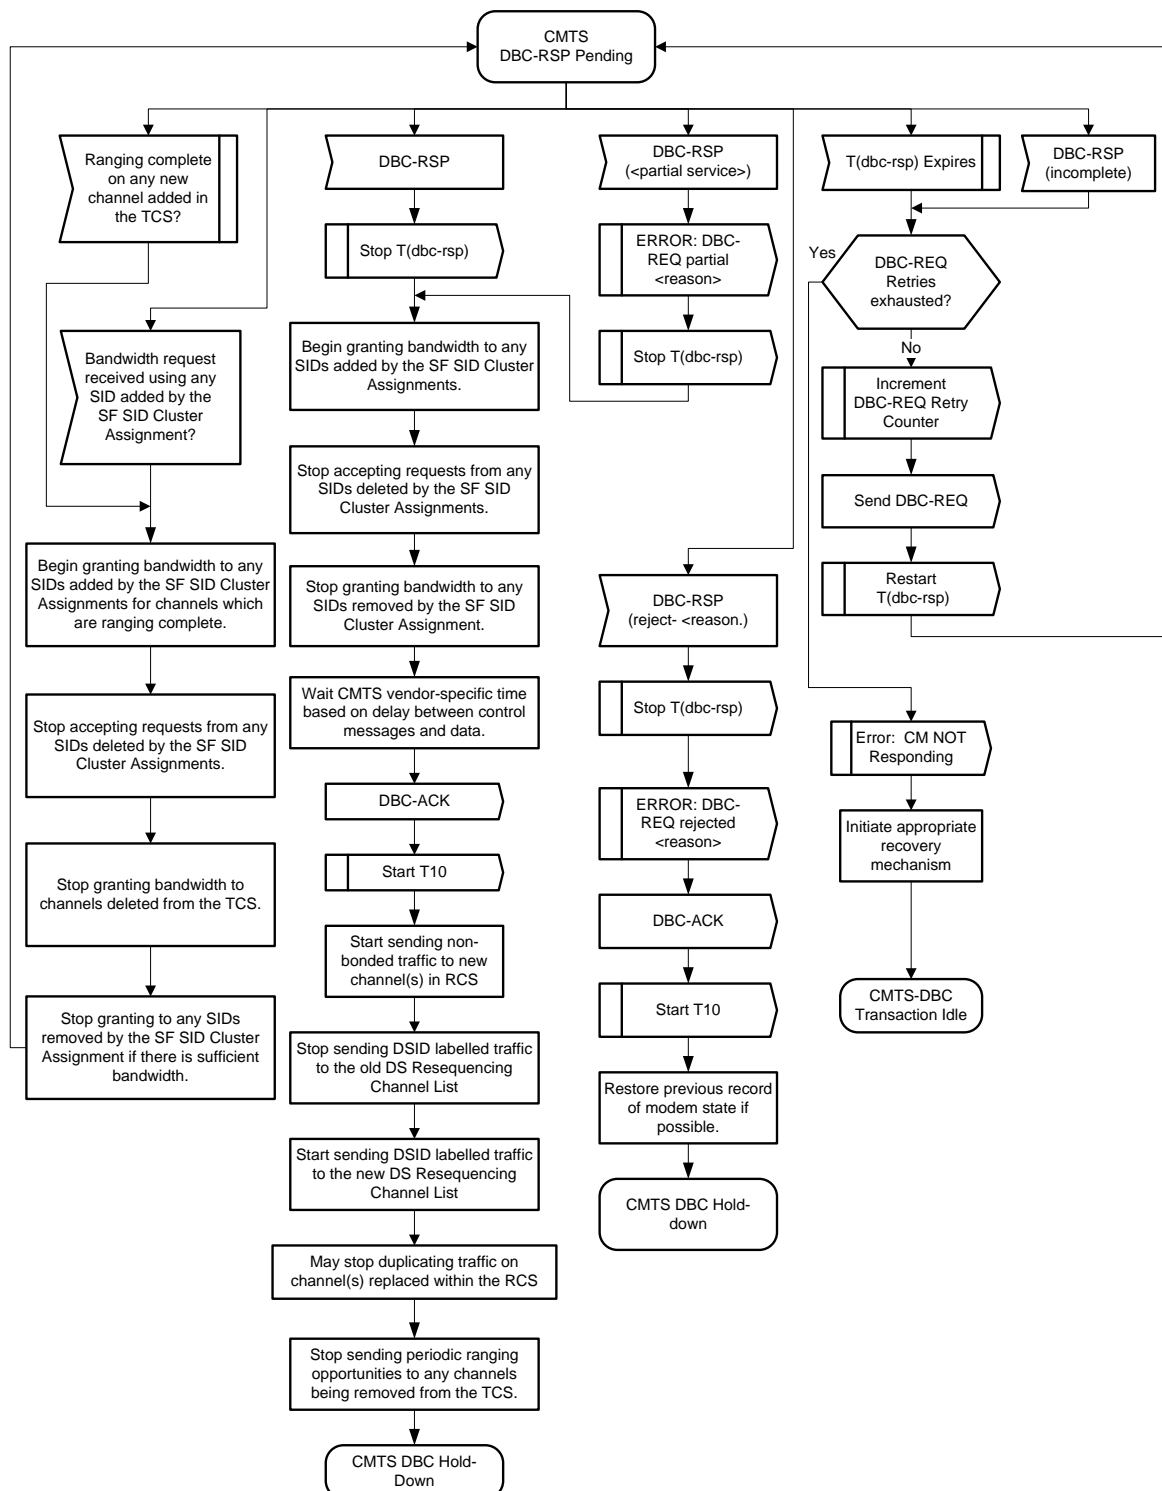 CMTS
DBC-RSP Pending
Ranging complete
on any new
channel added in
the TCS?
DBC-RSP
DBC-RSP
(<partial service>)
T(dbc-rsp) Expires
DBC-RSP
(incomplete)
Stop T(dbc-rsp)
ERROR: DBC-
REQ partial
<reason>
Yes
DBC-REQ
Retries
exhausted?
No
Bandwidth request
received using any
SID added by the
SF SID Cluster
Assignment?
Begin granting bandwidth to any
SIDs added by the SF SID Cluster
Assignments.
Stop T(dbc-rsp)
Increment
DBC-REQ Retry
Counter
Stop accepting requests from any
SIDs deleted by the SF SID
Cluster Assignments.
Send DBC-REQ
Begin granting bandwidth to any
SIDs added by the SF SID Cluster
Assignments for channels which
are ranging complete.
Stop granting bandwidth to any
SIDs removed by the SF SID
Cluster Assignment.
DBC-RSP
(reject- <reason.)
Restart
T(dbc-rsp)
Stop accepting requests from any
SIDs deleted by the SF SID
Cluster Assignments.
Wait CMTS vendor-specific time
based on delay between control
messages and data.
Stop T(dbc-rsp)
Error:  CM NOT
Responding
DBC-ACK
ERROR: DBC-
REQ rejected
<reason>
Initiate appropriate
recovery
mechanism
Stop granting bandwidth to
channels deleted from the TCS.
Start T10
DBC-ACK
Start sending non-
bonded traffic to new
channel(s) in RCS
Start T10
CMTS-DBC
Transaction Idle
Stop granting to any SIDs
removed by the SF SID Cluster
Assignment if there is sufficient
bandwidth.
Stop sending DSID labelled traffic
to the old DS Resequencing
Channel List
Restore previous record
of modem state if
possible.
Start sending DSID labelled traffic
to the new DS Resequencing
Channel List
CMTS DBC Hold-
down
May stop duplicating traffic on
channel(s) replaced within the RCS
Stop sending periodic ranging
opportunities to any channels
being removed from the TCS.
CMTS DBC Hold-
Down